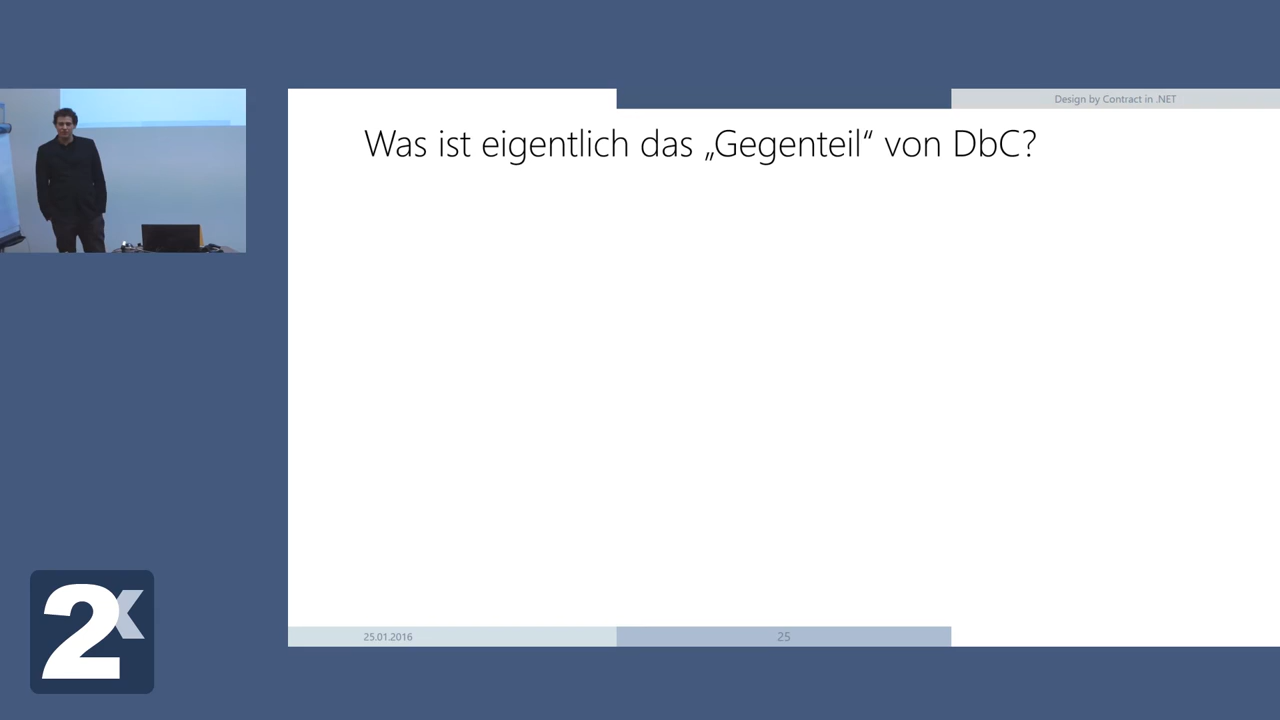 Design by Contract in .NET
Was ist eigentlich das „Gegenteil“ von DbC?
25.01.2016
25
2x